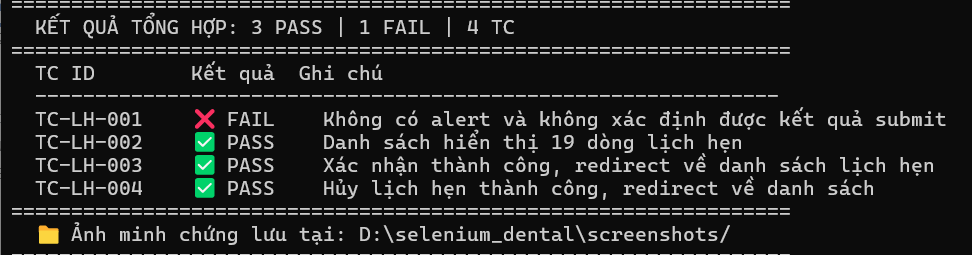 =================================================================
KẾT QUẢ TỔNG HỢP: 3 PASS | 1 FAIL | 4 TC
=================================================================
TC ID Kết quả Ghi chú
--------------------------------------------------------------
TC-LH-001 ❌ FAIL Không có alert và không xác định được kết quả submit
TC-LH-002 ✅ PASS Danh sách hiển thị 19 dòng lịch hẹn
TC-LH-003 ✅ PASS Xác nhận thành công, redirect về danh sách lịch hẹn
TC-LH-004 ✅ PASS Hủy lịch hẹn thành công, redirect về danh sách
=================================================================
📁 Ảnh minh chứng lưu tại: D:\selenium_dental\screenshots/
=================================================================